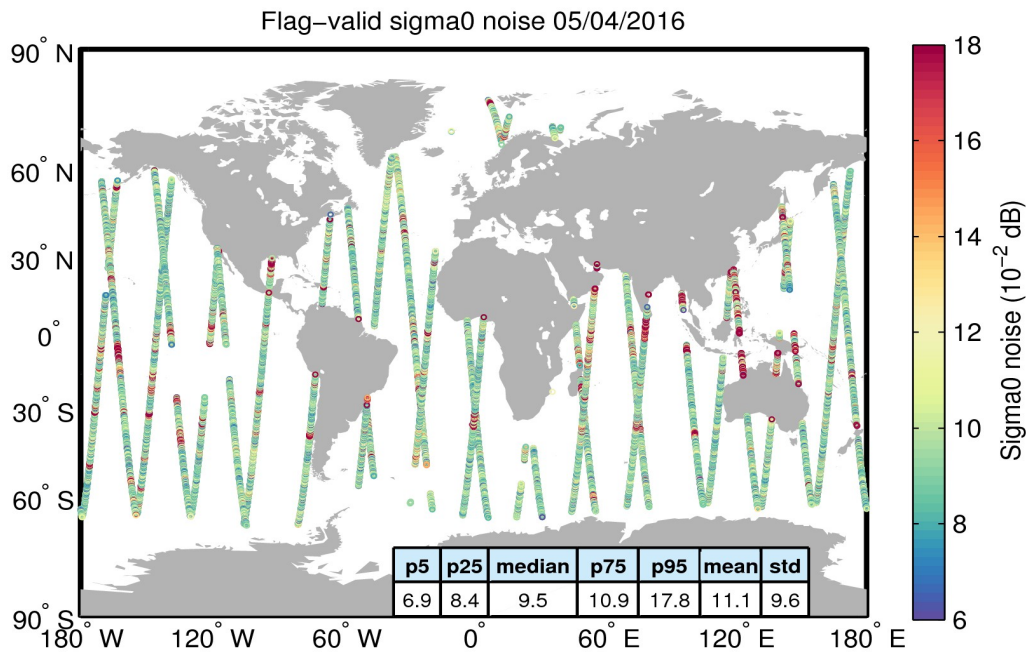 Flag−valid sigma0 noise 05/04/2016
90° N
60° N
30° N
0°
30° S
60° S
90° S
180° W
120° W
60° W
0°
60° E
120° E
180° E
p5 p25 median p75 p95 mean std
6.9 8.4 9.5 10.9 17.8 11.1 9.6
18
16
14
12
10
8
6
Sigma0 noise (10⁻² dB)